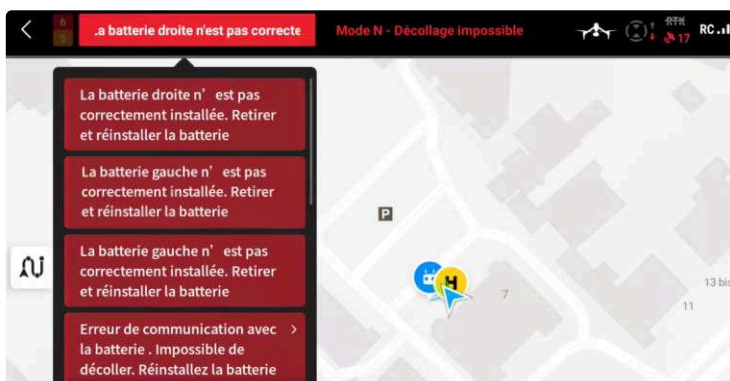 6
5
.a batterie droite n'est pas correcte
Mode N - Décollage impossible
RTK
17
RC
La batterie droite n' est pas
correctement installée. Retirer
et réinstaller la batterie
La batterie gauche n' est pas
correctement installée. Retirer
et réinstaller la batterie
La batterie gauche n' est pas
correctement installée. Retirer
et réinstaller la batterie
Erreur de communication avec
la batterie . Impossible de
décoller. Réinstallez la batterie
P
H
7
13 bis
11